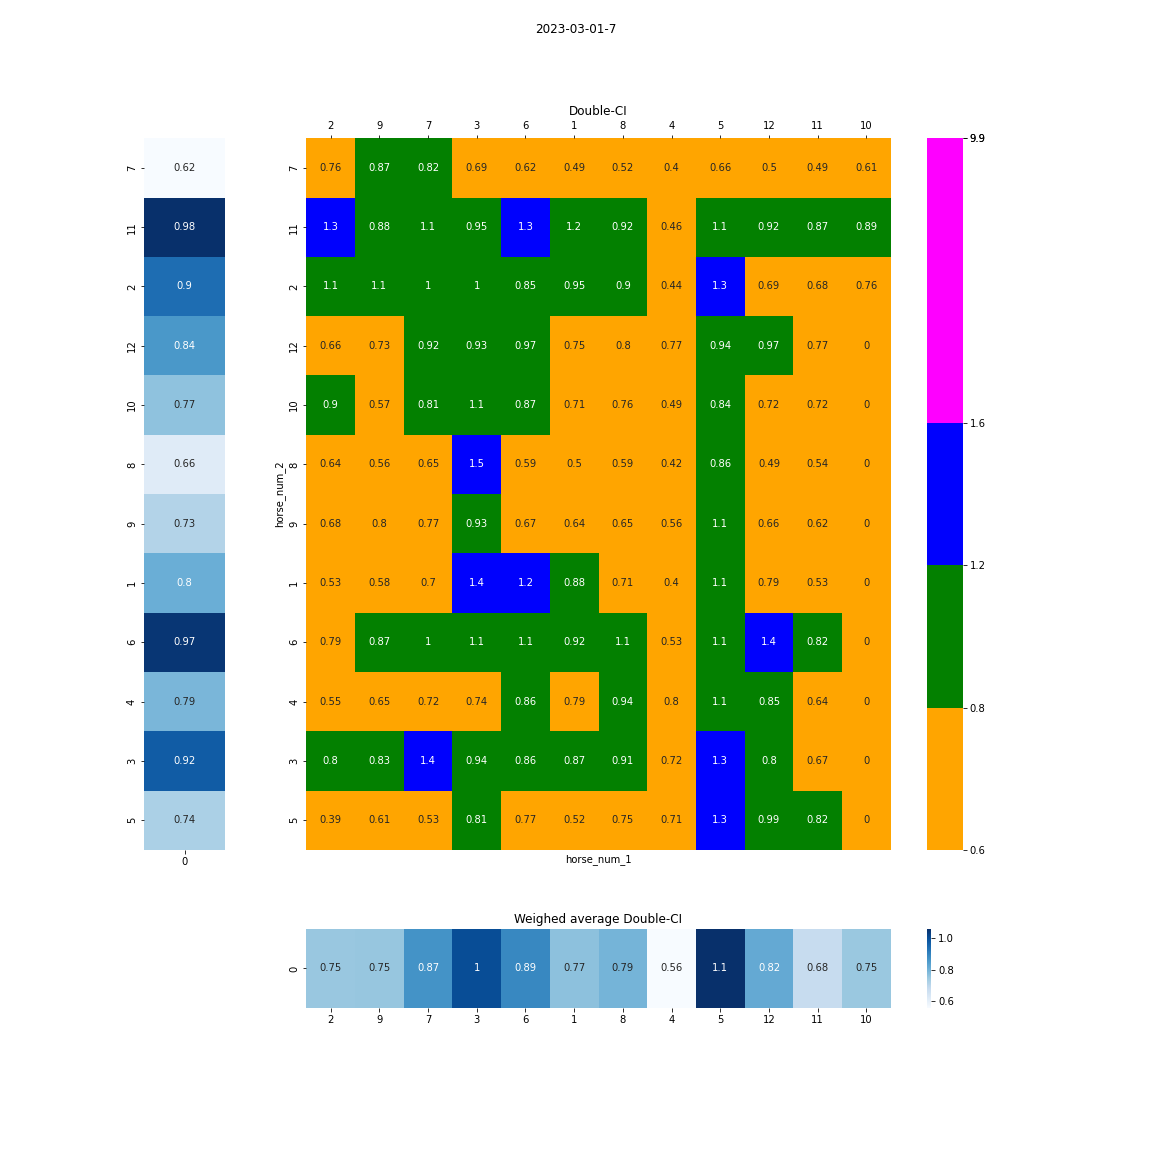 2023-03-01-7
Double-CI
2 9 7 3 6 1 8 4 5 12 11 10
7 0.62 7 0.76 0.87 0.82 0.69 0.62 0.49 0.52 0.4 0.66 0.5 0.49 0.61 9.9
11 0.98 11 1.3 0.88 1.1 0.95 1.3 1.2 0.92 0.46 1.1 0.92 0.87 0.89
2 0.9 2 1.1 1.1 1 1 0.85 0.95 0.9 0.44 1.3 0.69 0.68 0.76
12 0.84 12 0.66 0.73 0.92 0.93 0.97 0.75 0.8 0.77 0.94 0.97 0.77 0
10 0.77 10 0.9 0.57 0.81 1.1 0.87 0.71 0.76 0.49 0.84 0.72 0.72 0
1.6
8 0.66 8 0.64 0.56 0.65 1.5 0.59 0.5 0.59 0.42 0.86 0.49 0.54 0
horse_num_2
9 0.73 9 0.68 0.8 0.77 0.93 0.67 0.64 0.65 0.56 1.1 0.66 0.62 0
1.2
1 0.8 1 0.53 0.58 0.7 1.4 1.2 0.88 0.71 0.4 1.1 0.79 0.53 0
6 0.97 6 0.79 0.87 1 1.1 1.1 0.92 1.1 0.53 1.1 1.4 0.82 0
4 0.79 4 0.55 0.65 0.72 0.74 0.86 0.79 0.94 0.8 1.1 0.85 0.64 0
0.8
3 0.92 3 0.8 0.83 1.4 0.94 0.86 0.87 0.91 0.72 1.3 0.8 0.67 0
5 0.74 5 0.39 0.61 0.53 0.81 0.77 0.52 0.75 0.71 1.3 0.99 0.82 0
0.6
0 horse_num_1
Weighed average Double-CI
1.0
0 0.75 0.75 0.87 1 0.89 0.77 0.79 0.56 1.1 0.82 0.68 0.75 0.8
0.6
2 9 7 3 6 1 8 4 5 12 11 10